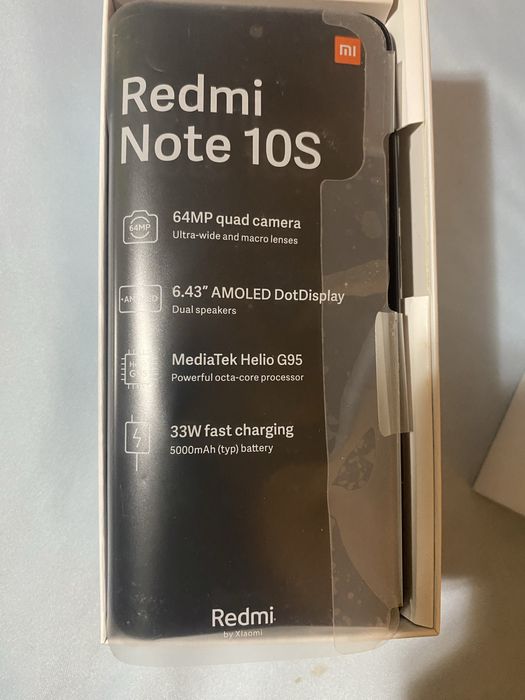 mi
Redmi
Note 10S
64MP
64MP quad camera
Ultra-wide and macro lenses
6.43" AMOLED DotDisplay
Dual speakers
MediaTek Helio G95
Powerful octa-core processor
33W fast charging
5000mAh (typ) battery
Redmi
by Xiaomi